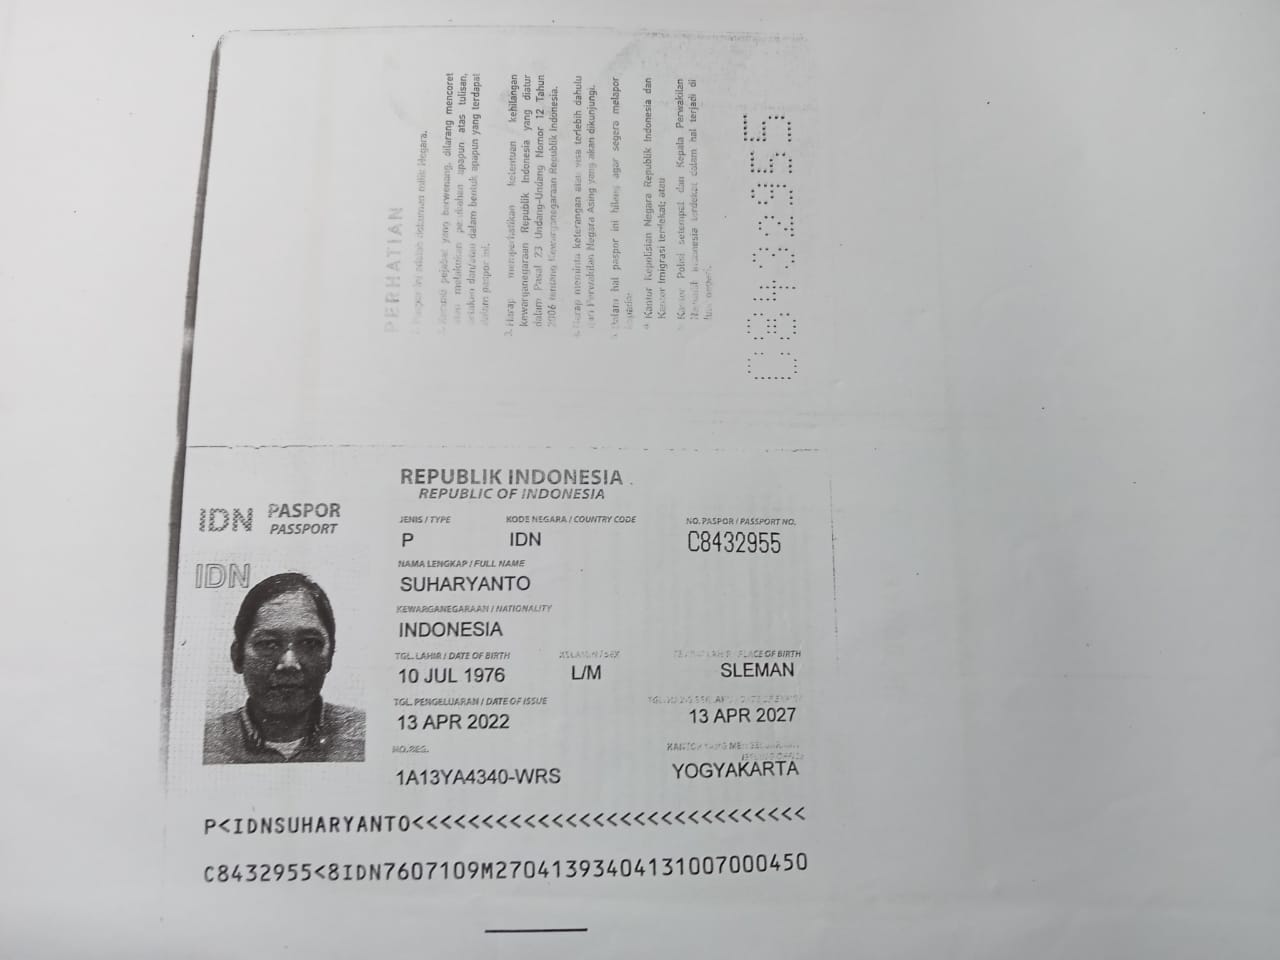 PERHATIAN
1. Paspor ini adalah dokumen milik Negara.
2. Kecuali pejabat yang berwenang, dilarang mencoret
atau melakukan perubahan apapun atas tulisan,
catatan dan/atau dalam bentuk apapun yang terdapat
dalam paspor ini.
3. Harap memperhatikan ketentuan kehilangan
kewarganegaraan Republik Indonesia yang diatur
dalam Pasal 23 Undang-Undang Nomor 12 Tahun
2006 tentang Kewarganegaraan Republik Indonesia.
4. Harap meminta keterangan atau visa terlebih dahulu
dari Perwakilan Negara Asing yang akan dikunjungi.
5. Dalam hal paspor ini hilang agar segera melapor
kepada:
a. Kantor Kepolisian Negara Republik Indonesia dan
Kantor Imigrasi terdekat; atau
b. Kantor Polisi setempat dan Kepala Perwakilan
Republik Indonesia terdekat dalam hal terjadi di
luar negeri.
C8432955
REPUBLIK INDONESIA
REPUBLIC OF INDONESIA
IDN PASPOR
PASSPORT
JENIS / TYPE KODE NEGARA / COUNTRY CODE NO. PASPOR / PASSPORT NO.
P IDN C8432955
NAMA LENGKAP / FULL NAME
IDN
SUHARYANTO
KEWARGANEGARAAN / NATIONALITY
INDONESIA
TGL. LAHIR / DATE OF BIRTH KELAMIN / SEX TEMPAT LAHIR / PLACE OF BIRTH
10 JUL 1976 L/M SLEMAN
TGL. PENGELUARAN / DATE OF ISSUE
13 APR 2022 13 APR 2027
NO. REG. KANTOR YANG MENGELUARKAN
ISSUING OFFICE
1A13YA4340-WRS YOGYAKARTA
P<IDNSUHARYANTO<<<<<<<<<<<<<<<<<<<<<<<<<<<<<
C8432955<8IDN7607109M27041393404131007000450